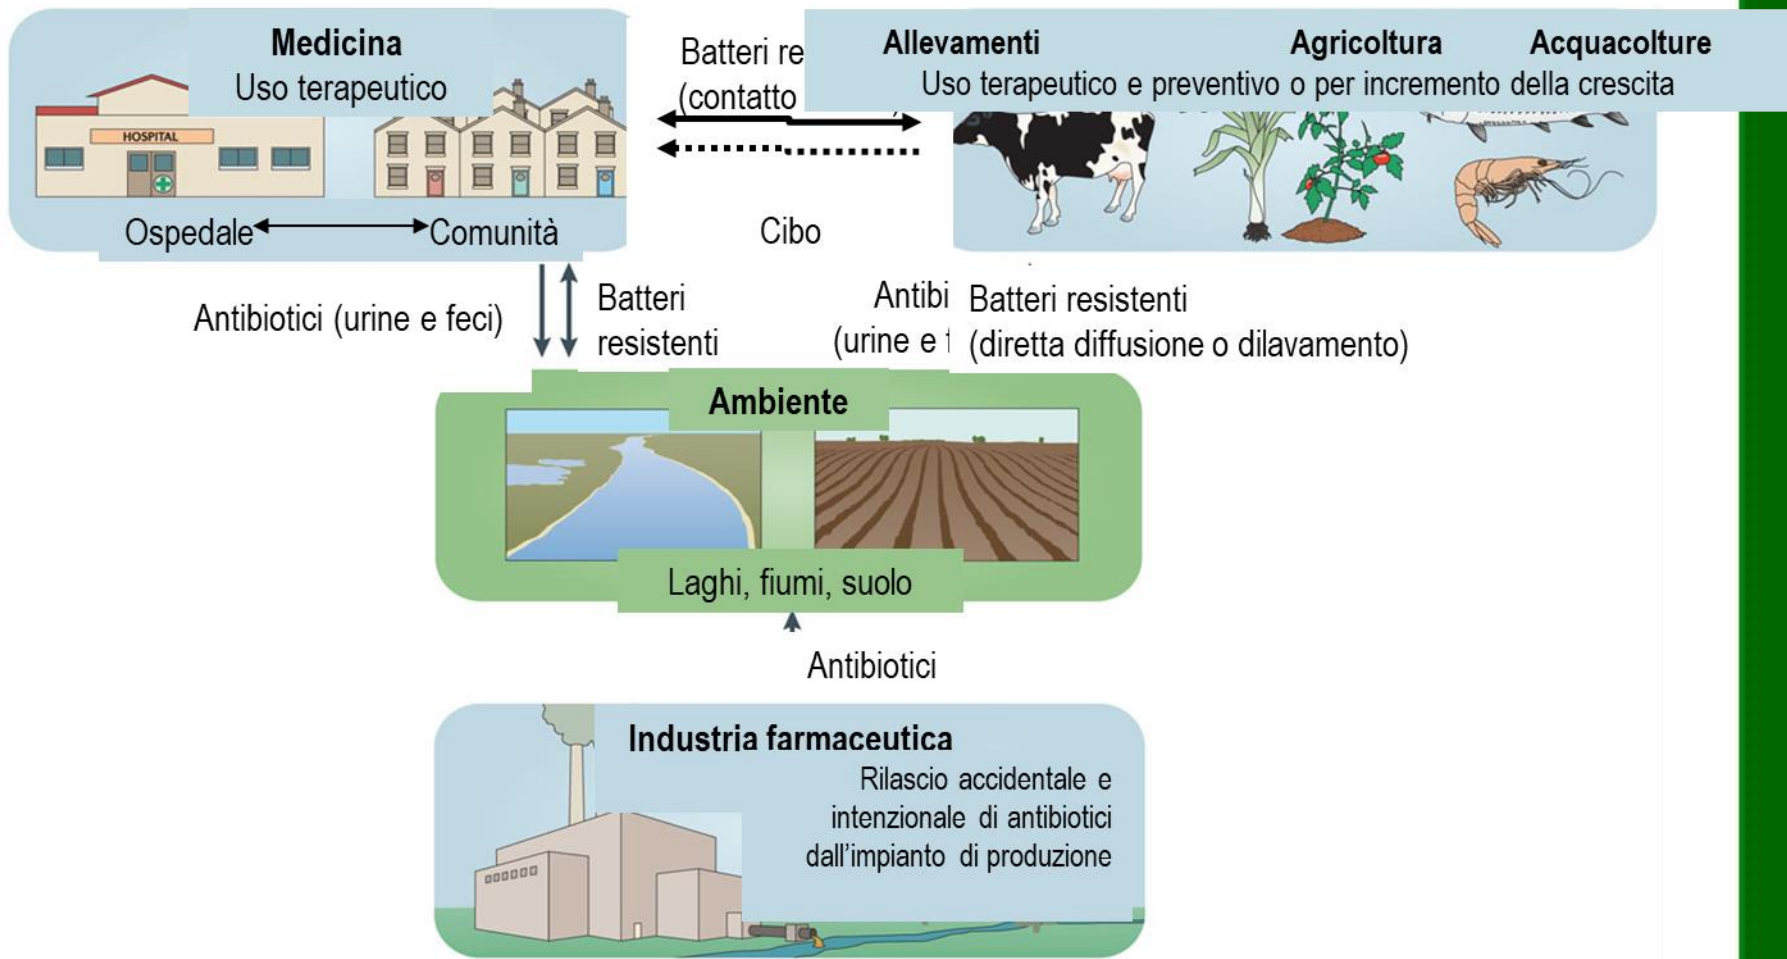 Medicina
Uso terapeutico
HOSPITAL
Ospedale
Comunità
Batteri re
(contatto
Cibo
Allevamenti
Agricoltura
Acquacolture
Uso terapeutico e preventivo o per incremento della crescita
Antibiotici (urine e feci)
Batteri
resistenti
Antibi
(urine e f
Batteri resistenti
(diretta diffusione o dilavamento)
Ambiente
Laghi, fiumi, suolo
Antibiotici
Industria farmaceutica
Rilascio accidentale e
intenzionale di antibiotici
dall'impianto di produzione